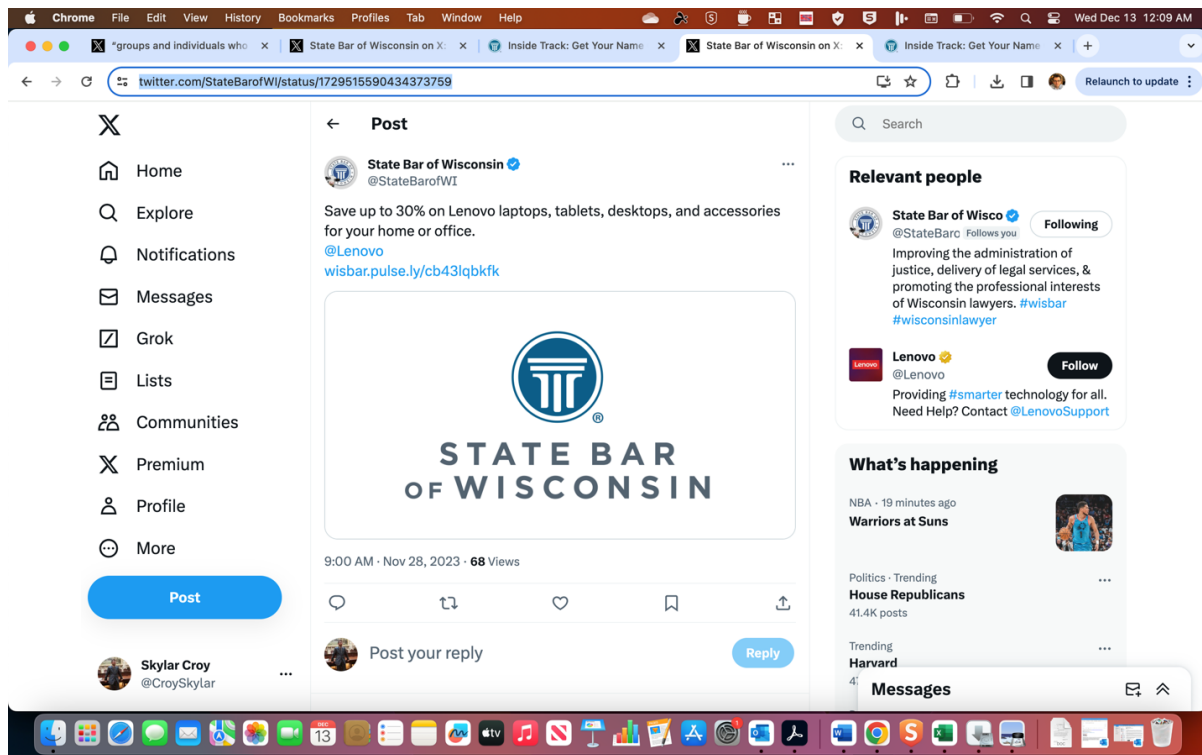 Chrome File Edit View History Bookmarks Profiles Tab Window Help Wed Dec 13 12:09 AM
"groups and individuals who State Bar of Wisconsin on X: Inside Track: Get Your Name State Bar of Wisconsin on X: Inside Track: Get Your Name
twitter.com/StateBarofWI/status/1729515590434373759 Relaunch to update
Post
Search
Home
Explore
Notifications
Messages
Grok
Lists
Communities
Premium
Profile
More
Post
Skylar Croy
@CroySkylar
State Bar of Wisconsin
@StateBarofWI
Save up to 30% on Lenovo laptops, tablets, desktops, and accessories
for your home or office.
@Lenovo
wisbar.pulse.ly/cb43lqbkfk
®
STATE BAR
OF WISCONSIN
9:00 AM · Nov 28, 2023 · 68 Views
Post your reply
Reply
Relevant people
State Bar of Wisco
Following
@StateBarc Follows you
Improving the administration of
justice, delivery of legal services, &
promoting the professional interests
of Wisconsin lawyers. #wisbar
#wisconsinlawyer
Lenovo
Lenovo
@Lenovo
Follow
Providing #smarter technology for all.
Need Help? Contact @LenovoSupport
What's happening
NBA · 19 minutes ago
Warriors at Suns
Politics · Trending
House Republicans
41.4K posts
Trending
Harvard
Messages
DEC
13
tv